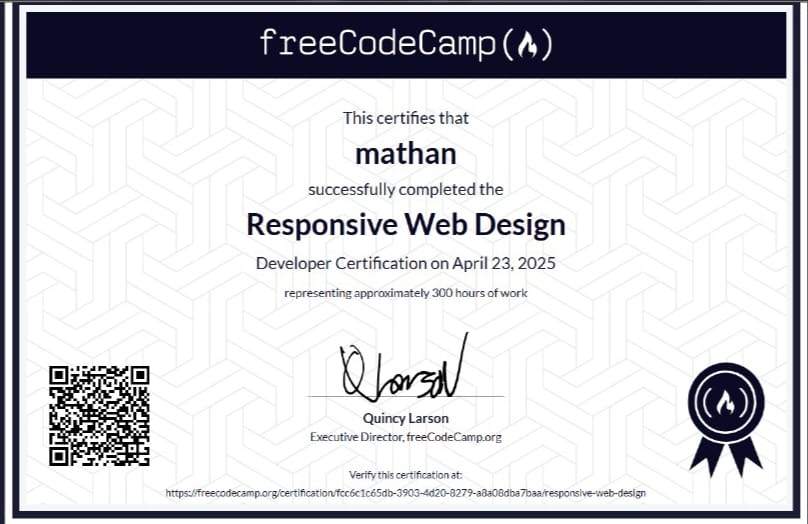 freeCodeCamp(🔥)
This certifies that
mathan
successfully completed the
Responsive Web Design
Developer Certification on April 23, 2025
representing approximately 300 hours of work
QLarson
Quincy Larson
Executive Director, freeCodeCamp.org
Verify this certification at:
https://freecodecamp.org/certification/fcc6c1c65db-3903-4d20-8279-a8a08dba7baa/responsive-web-design